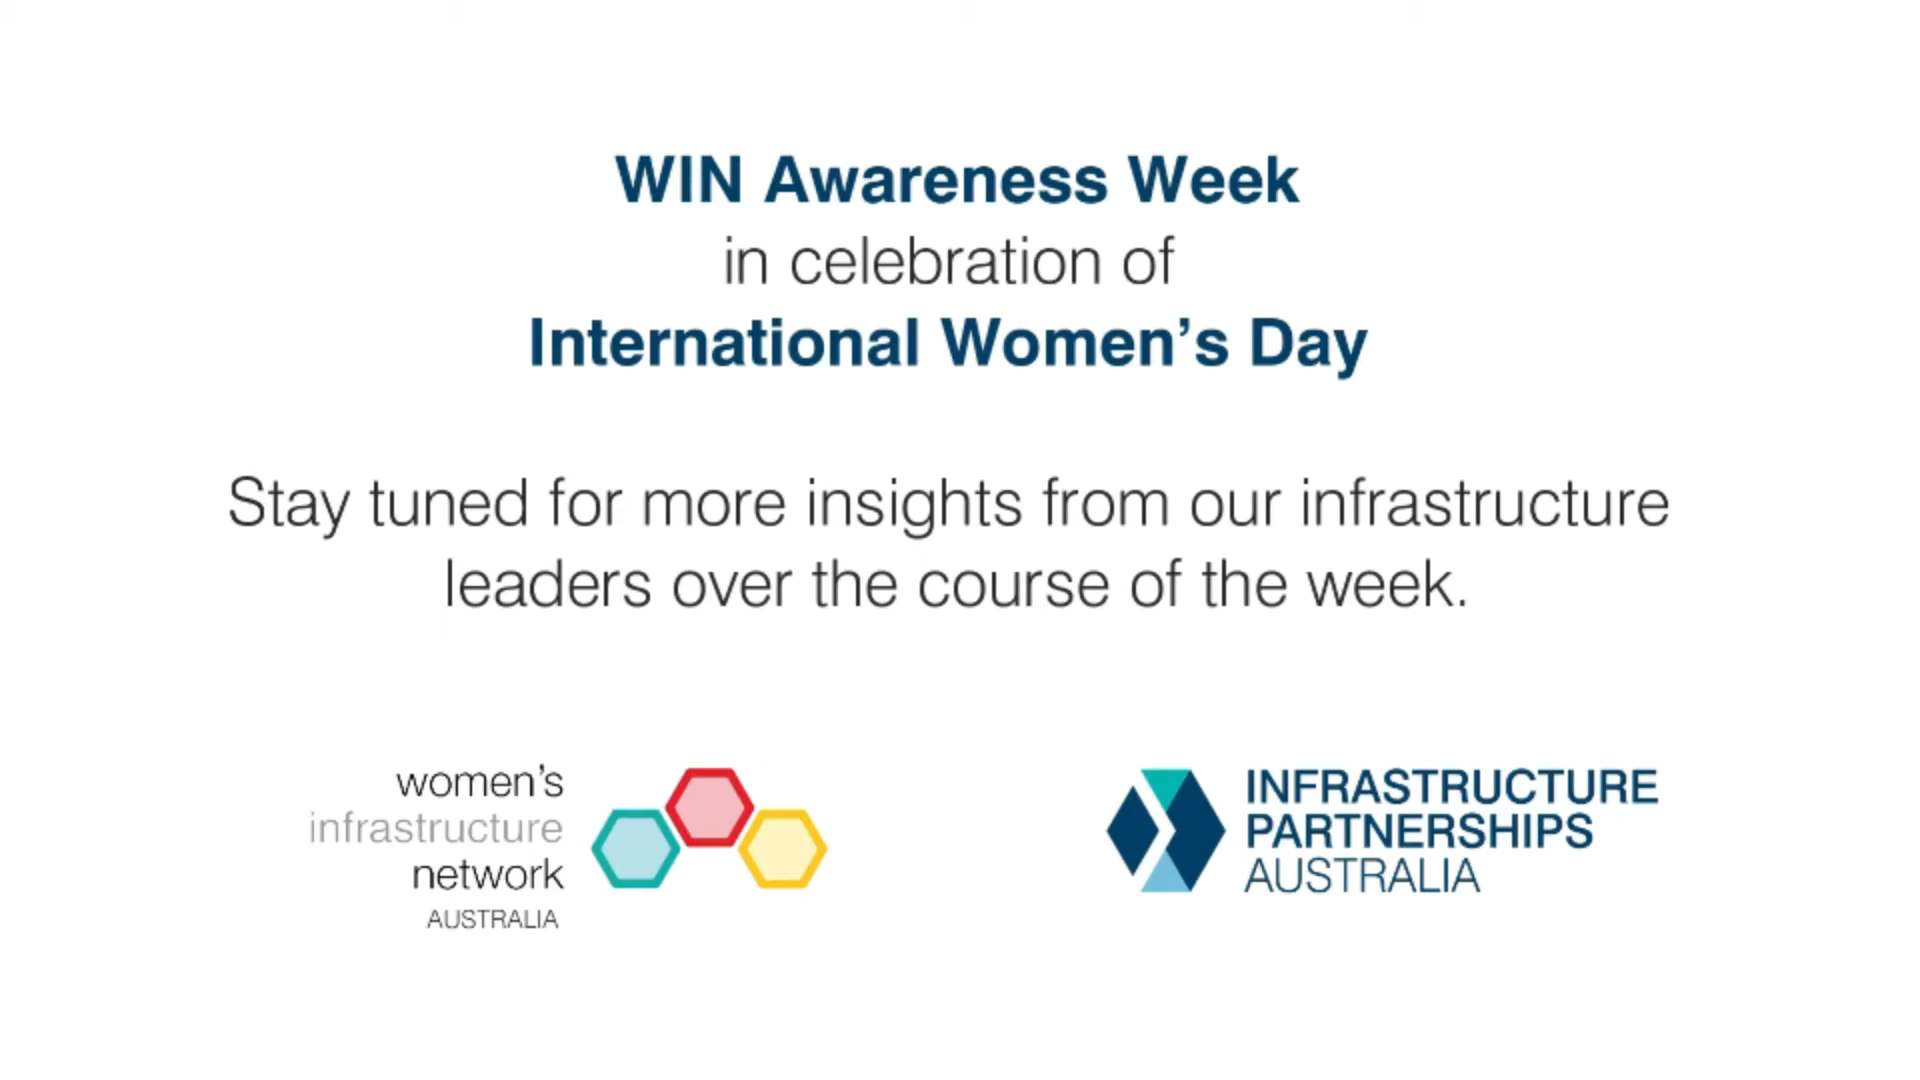 WIN Awareness Week
in celebration of
International Women’s Day
Stay tuned for more insights from our infrastructure
leaders over the course of the week.
women’s
infrastructure
network
AUSTRALIA
INFRASTRUCTURE
PARTNERSHIPS
AUSTRALIA